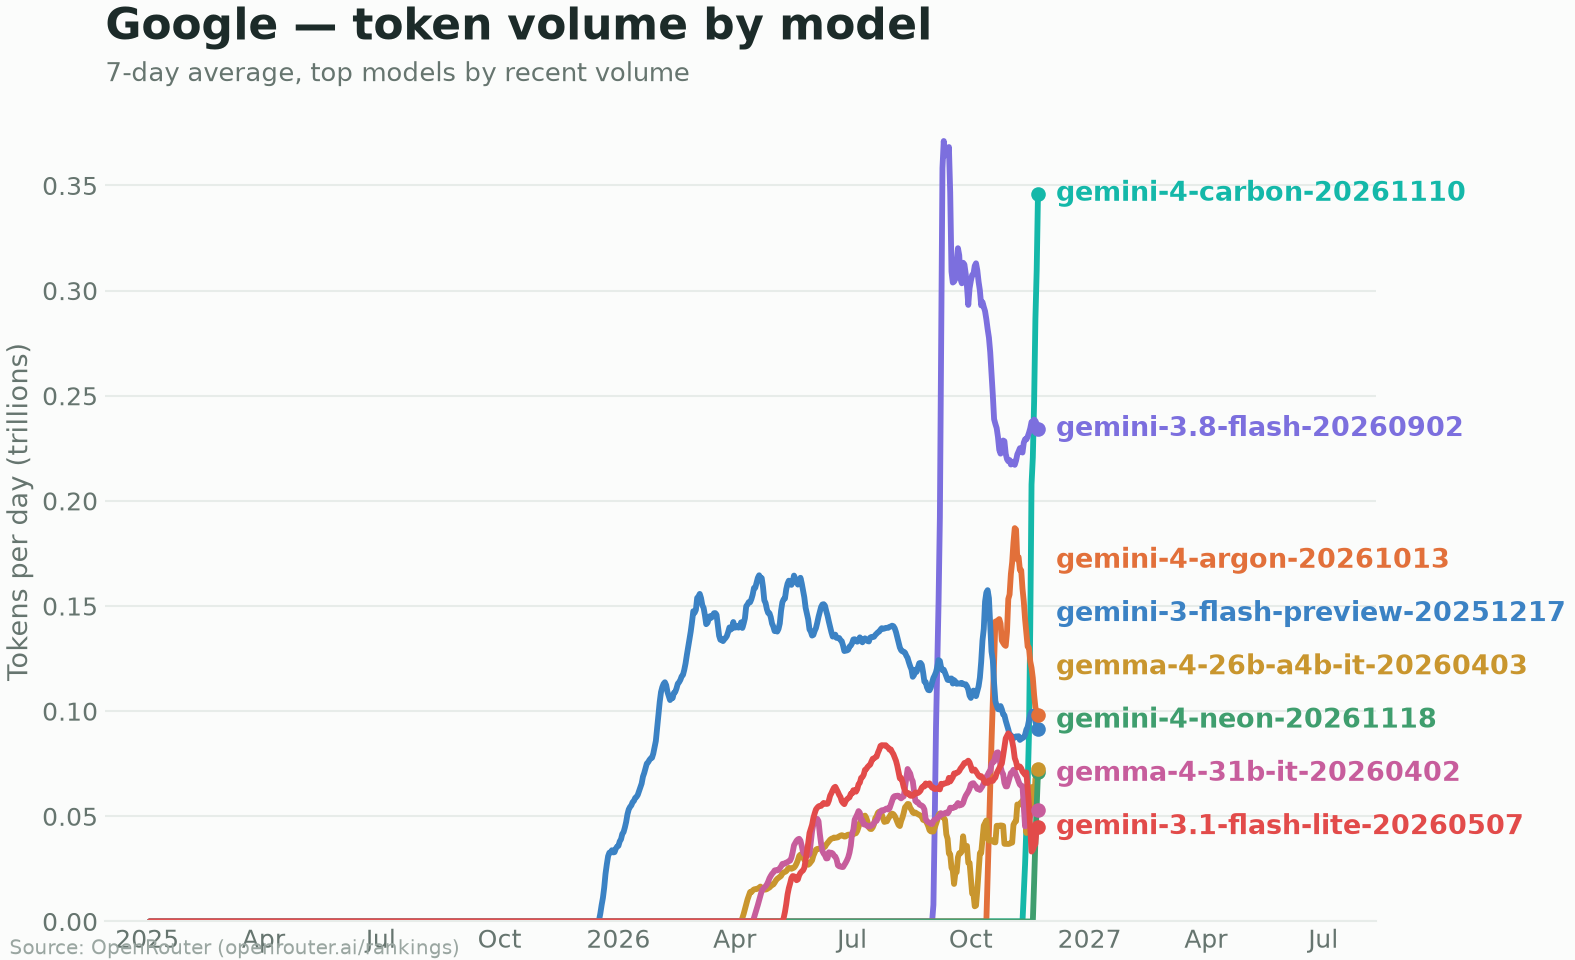 Google — token volume by model
7-day average, top models by recent volume
Tokens per day (trillions)
0.35
0.30
0.25
0.20
0.15
0.10
0.05
0.00
gemini-4-carbon-20261110
gemini-3.8-flash-20260902
gemini-4-argon-20261013
gemini-3-flash-preview-20251217
gemma-4-26b-a4b-it-20260403
gemini-4-neon-20261118
gemma-4-31b-it-20260402
gemini-3.1-flash-lite-20260507
2025 Apr Jul Oct 2026 Apr Jul Oct 2027 Apr Jul
Source: OpenRouter (openrouter.ai/rankings)